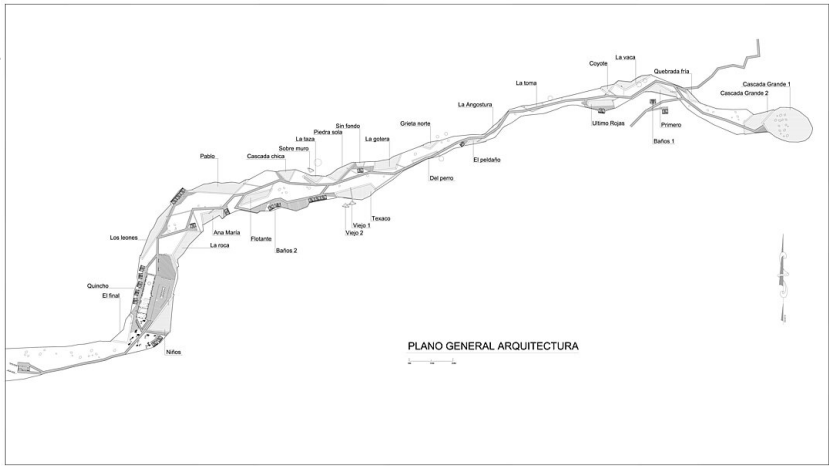 La vaca
Coyote
Quebrada fría
Cascada Grande 1
Cascada Grande 2
La toma
La Angostura
Ultimo Rojas
Primero
Baños 1
Grieta norte
Sin fondo
Piedra sola
La taza
La gotera
Sobre muro
Pablo
Cascada chica
El peldaño
Del perro
Texaco
Viejo 1
Viejo 2
Ana María
Flotante
Los leones
La roca
Baños 2
Quincho
El final
Niños
PLANO GENERAL ARQUITECTURA